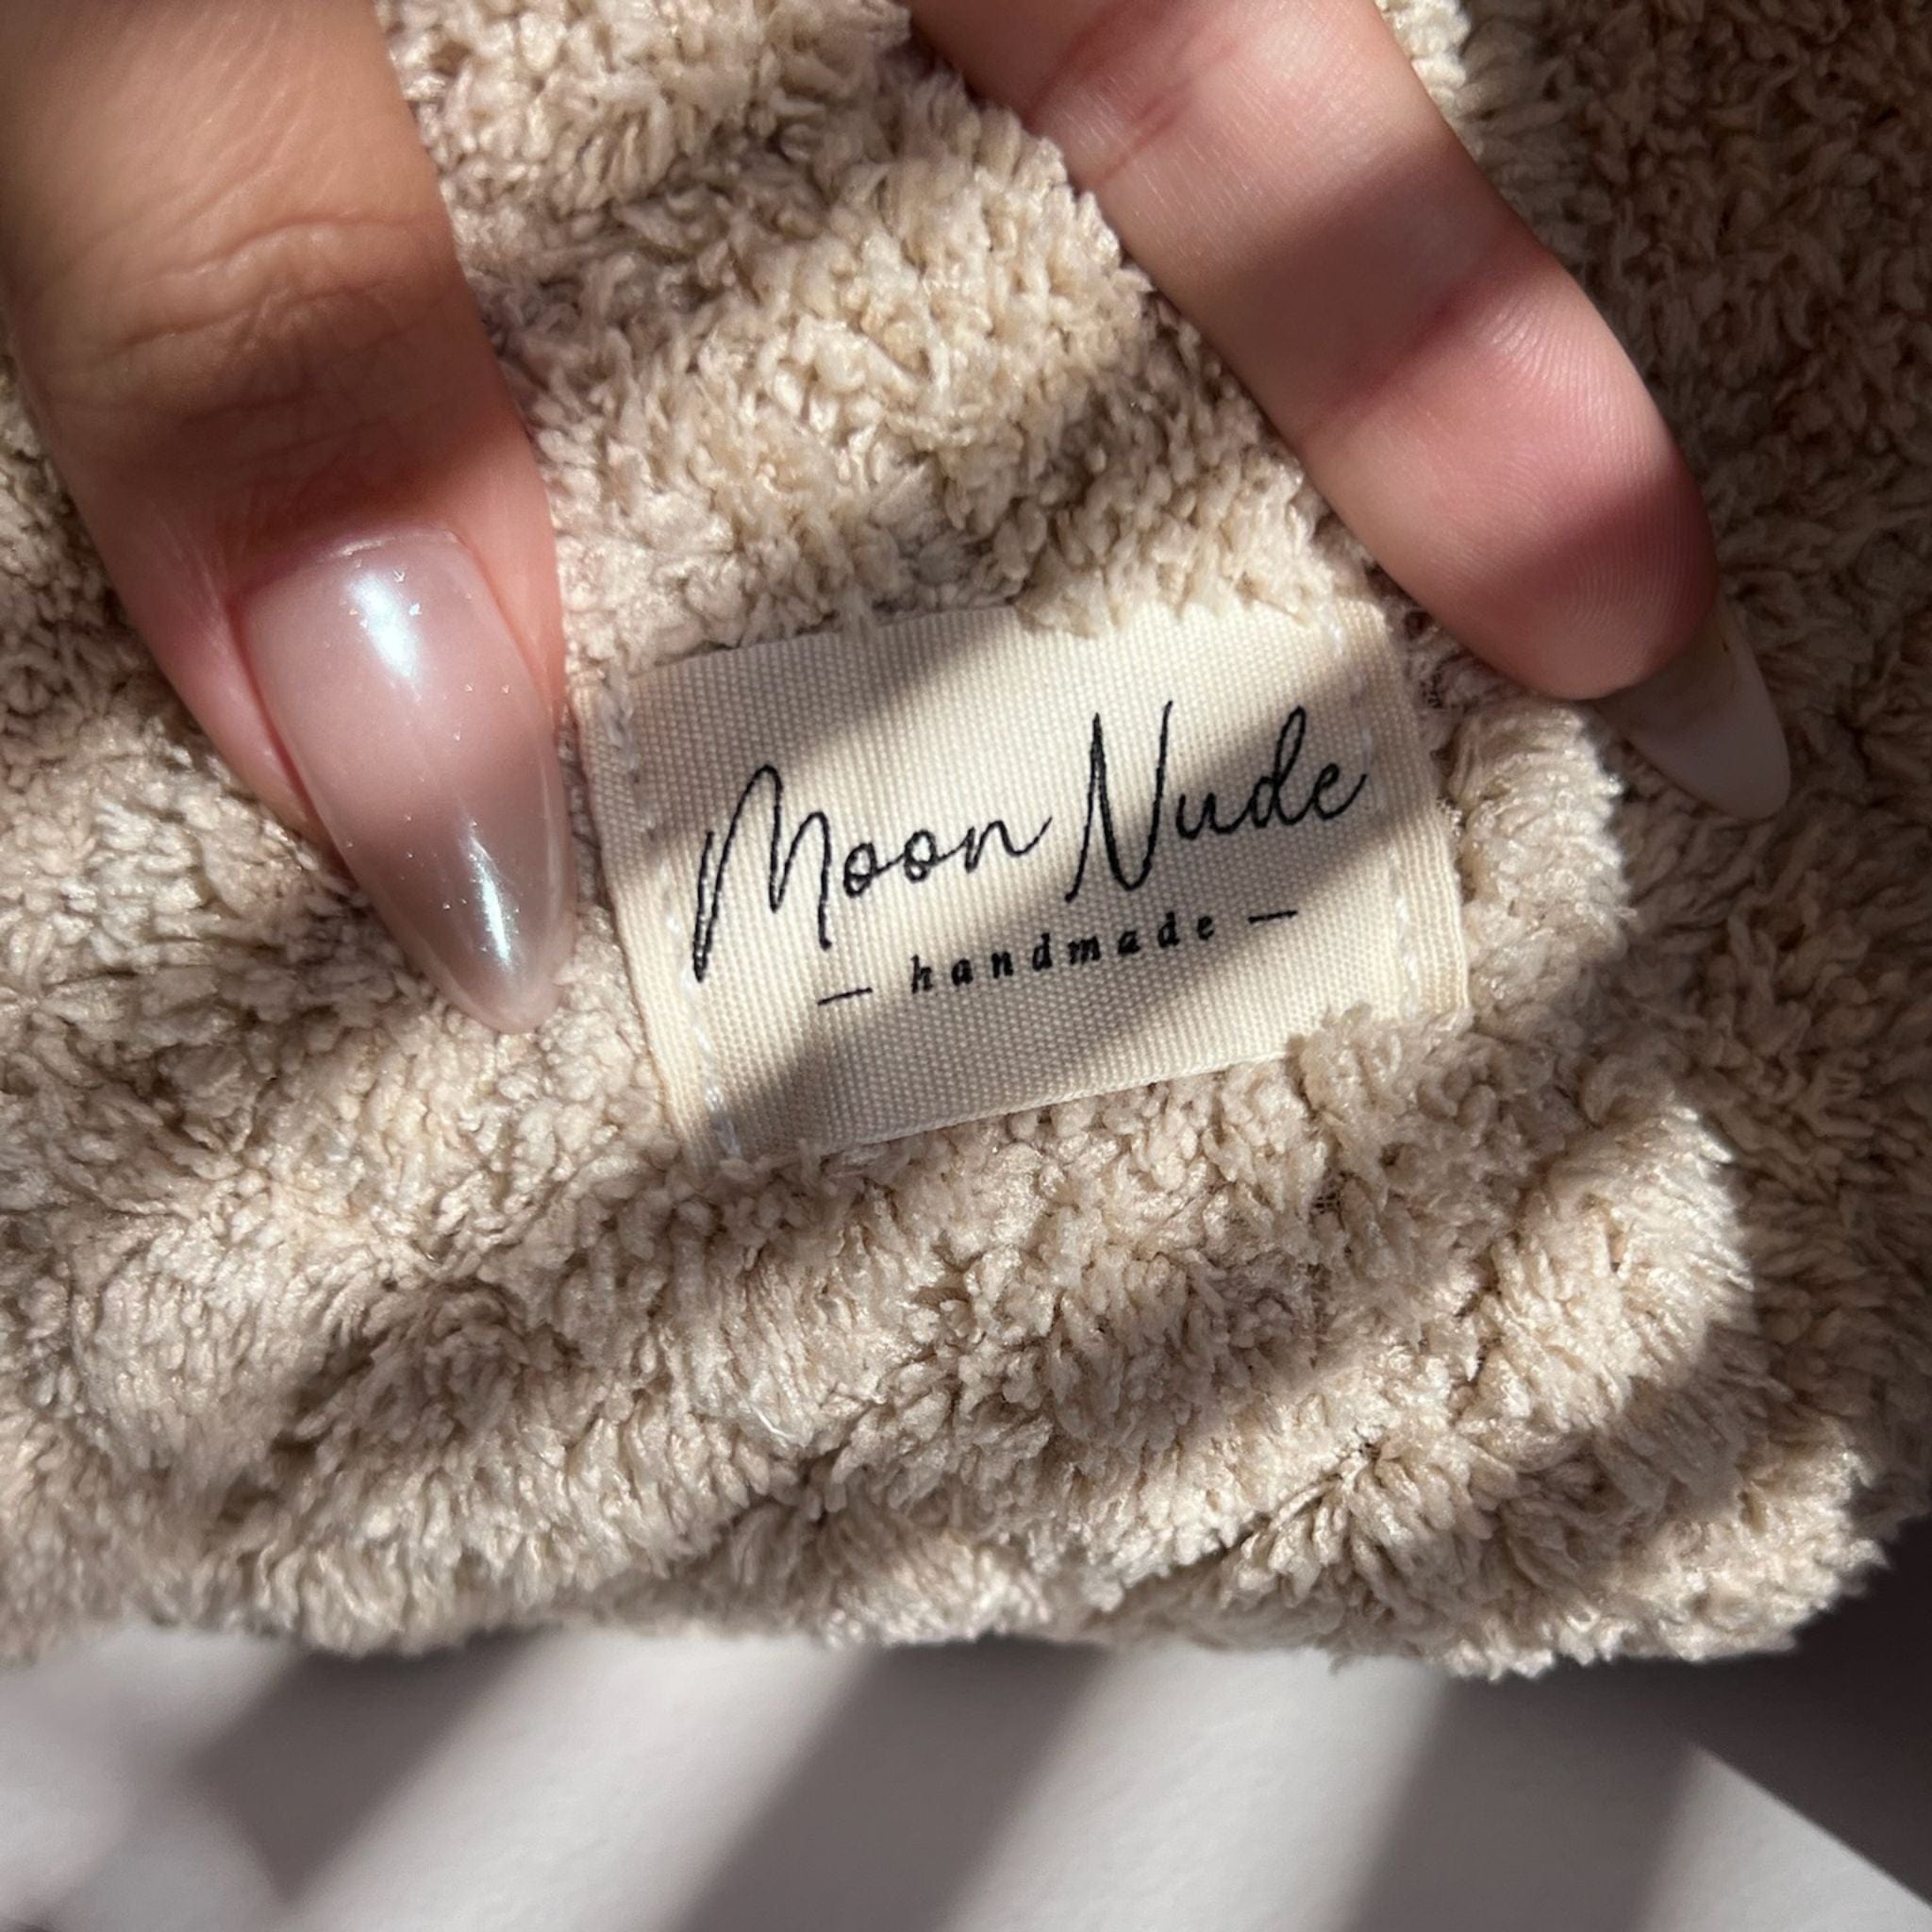 Moon Nude
— handmade —